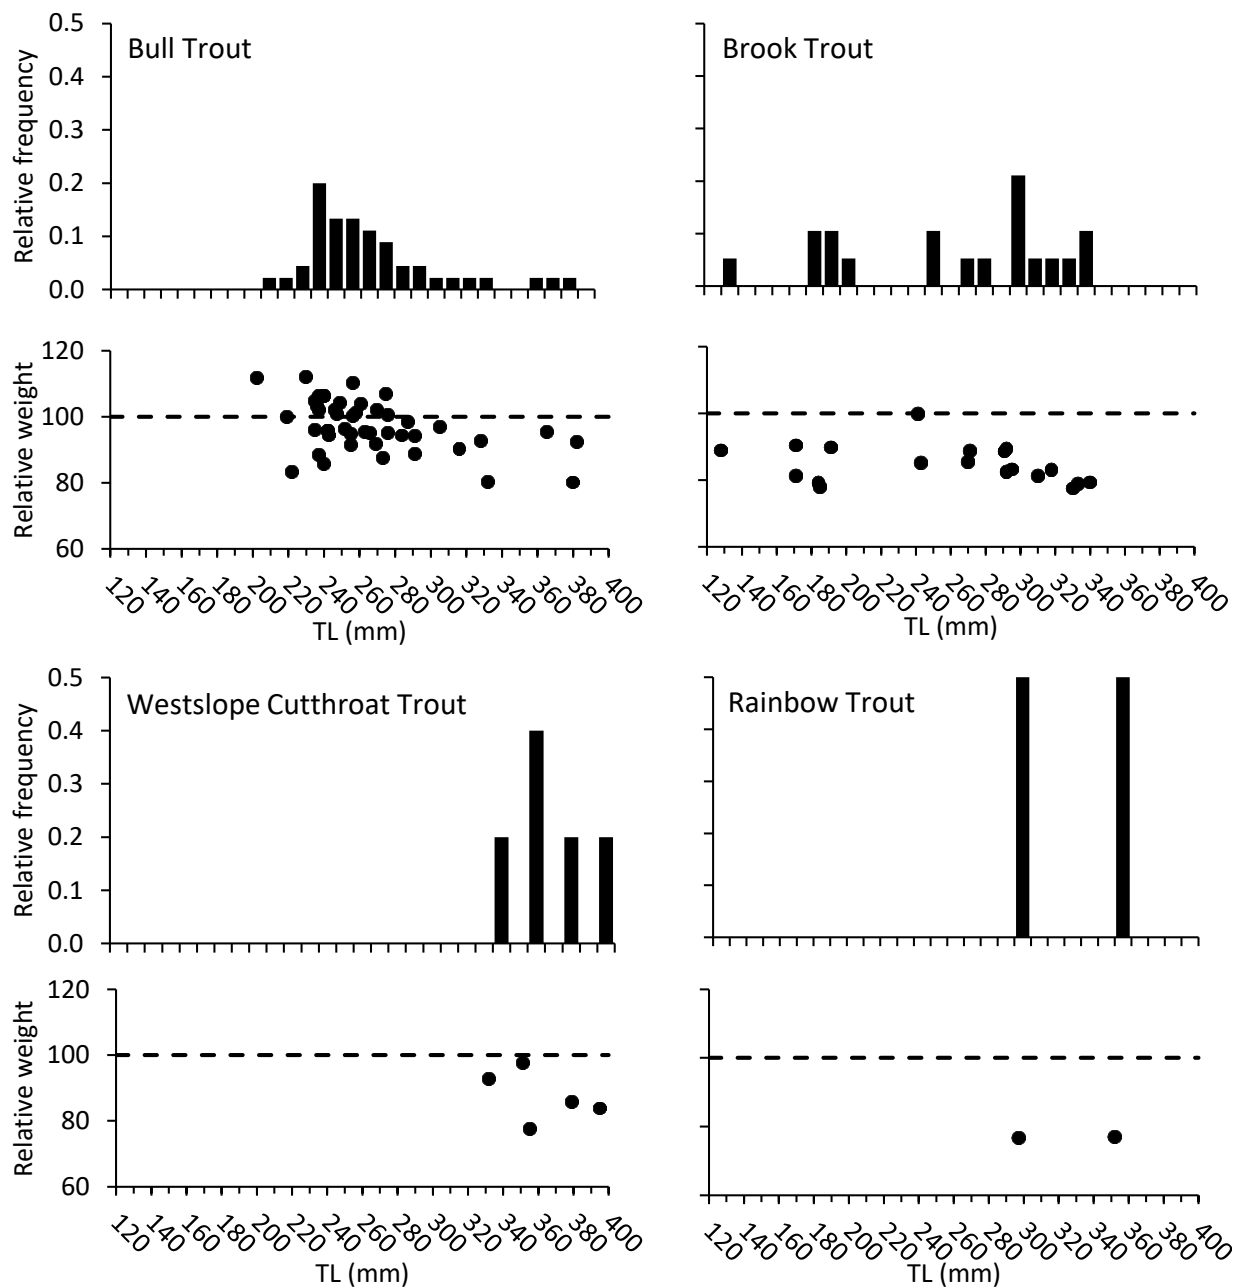 Bull Trout
Relative frequency
0.5
0.4
0.3
0.2
0.1
0.0
Brook Trout
Relative weight
120
100
80
60
120 140 160 180 200 220 240 260 280 300 320 340 360 380 400
TL (mm)
120 140 160 180 200 220 240 260 280 300 320 340 360 380 400
TL (mm)
Westslope Cutthroat Trout
Relative frequency
0.5
0.4
0.3
0.2
0.1
0.0
Rainbow Trout
Relative weight
120
100
80
60
120 140 160 180 200 220 240 260 280 300 320 340 360 380 400
TL (mm)
120 140 160 180 200 220 240 260 280 300 320 340 360 380 400
TL (mm)